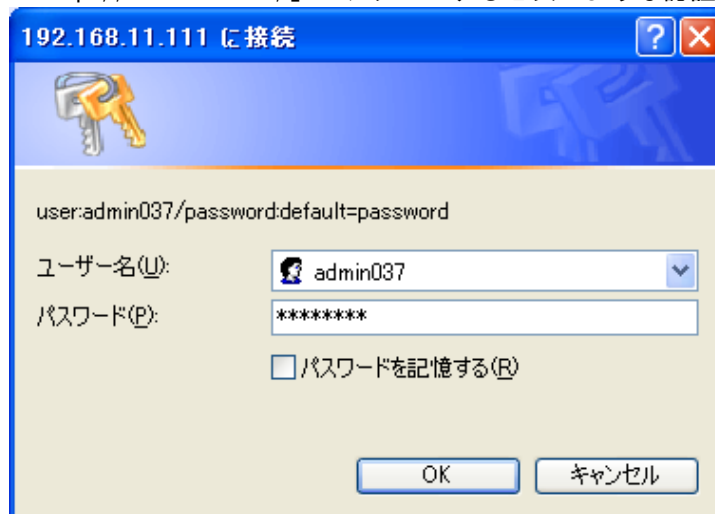 192.168.11.111 に接続
user:admin037/password:default=password
ユーザー名(U):
admin037
パスワード(P):
********
パスワードを記憶する(R)
OK
キャンセル